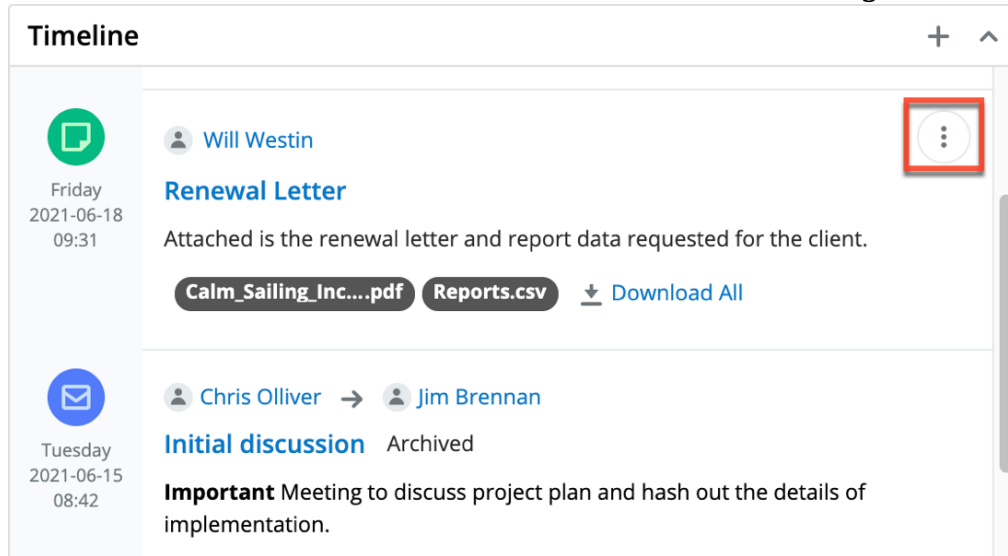 Timeline
Will Westin
Friday
2021-06-18
09:31
Renewal Letter
Attached is the renewal letter and report data requested for the client.
Calm_Sailing_Inc....pdf Reports.csv Download All
Chris Olliver → Jim Brennan
Tuesday
2021-06-15
08:42
Initial discussion Archived
Important Meeting to discuss project plan and hash out the details of
implementation.